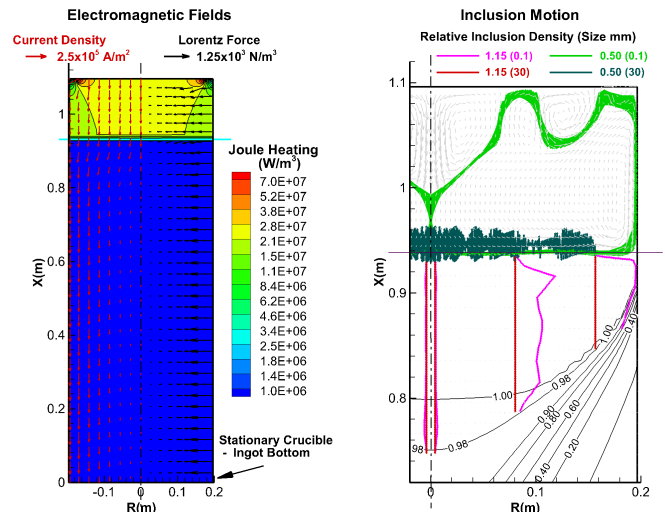 Electromagnetic Fields
Current Density
2.5x10⁵ A/m²
Lorentz Force
1.25x10³ N/m³
1
0.8
0.6
0.4
0.2
0
X(m)
-0.1
0
0.1
0.2
R(m)
Joule Heating
(W/m³)
7.0E+07
5.2E+07
3.8E+07
2.8E+07
2.1E+07
1.5E+07
1.1E+07
8.4E+06
6.2E+06
4.6E+06
3.4E+06
2.5E+06
1.8E+06
1.4E+06
1.0E+06
Stationary Crucible
- Ingot Bottom
Inclusion Motion
Relative Inclusion Density (Size mm)
1.15 (0.1)
0.50 (0.1)
1.15 (30)
0.50 (30)
1.1
1
0.9
0.8
X(m)
0
0.1
0.2
R(m)
1.00
0.40
1.00
0.98
0.98
98
0.90
0.80
0.60
0.20
0.40